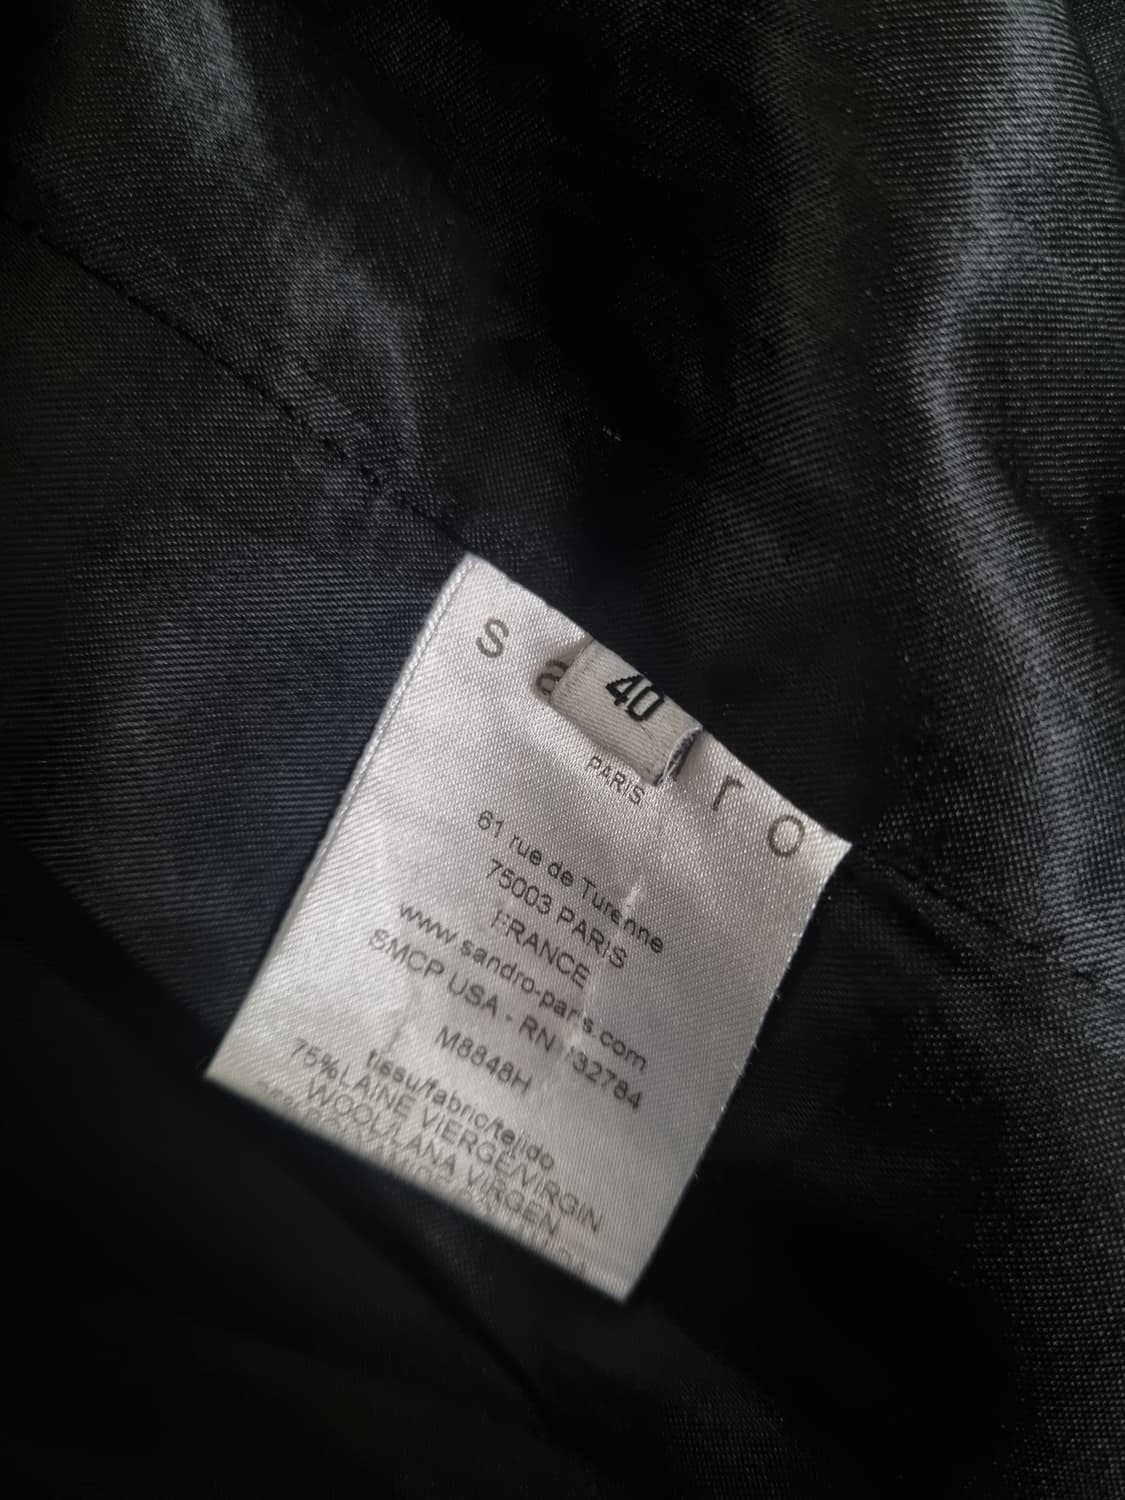 s a r o
40
PARIS
61 rue de Turenne
75003 PARIS
FRANCE
www.sandro-paris.com
SMCP USA - RN 132784
M8848H
tissu/fabric/tejido
75%LAINE VIERGE/VIRGIN
WOOL/LANA VIRGEN